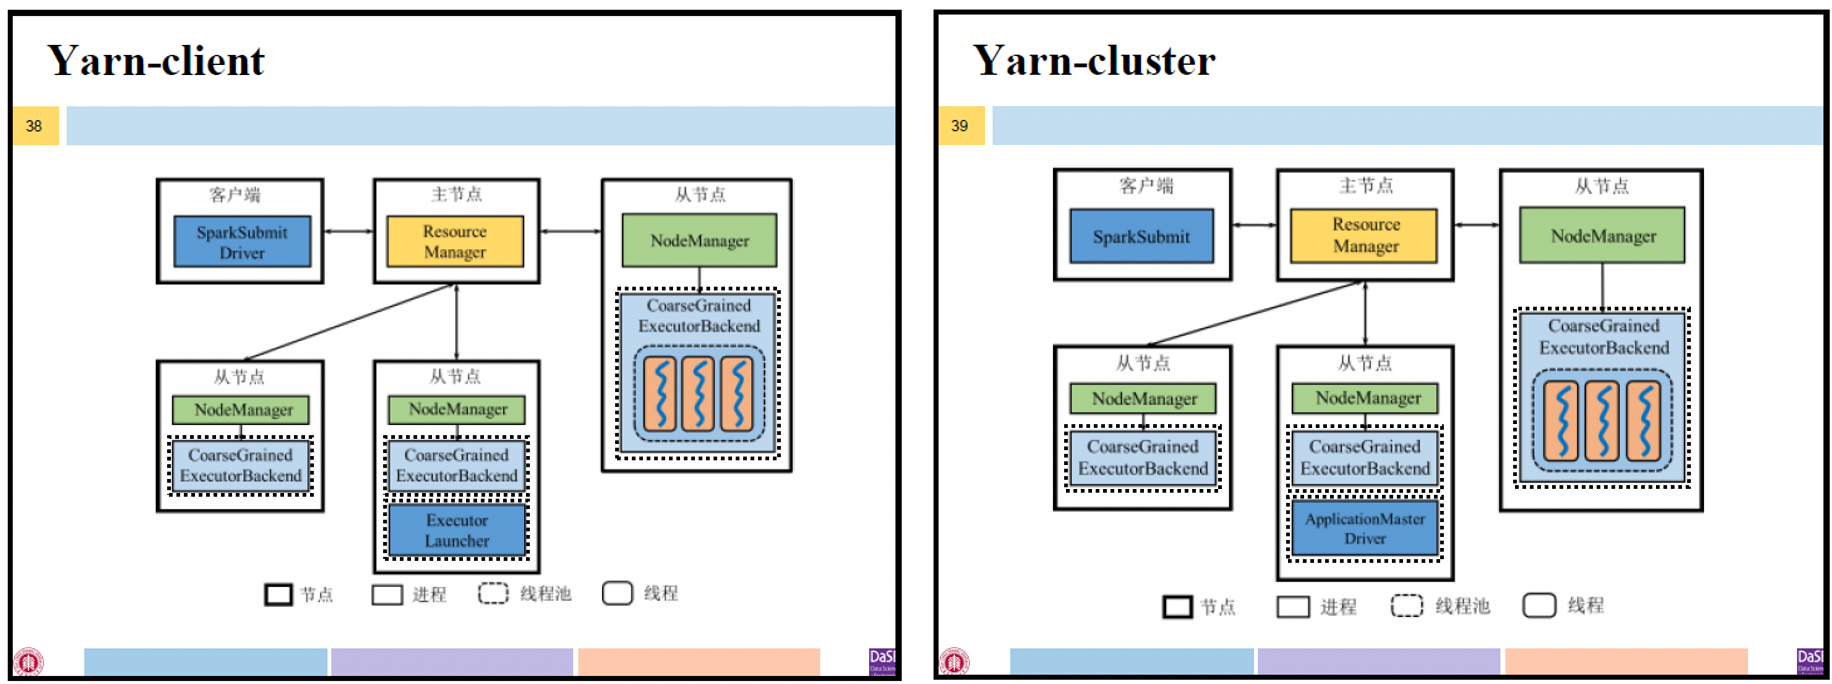 Yarn-client
38
客户端
SparkSubmit
Driver
主节点
Resource
Manager
从节点
NodeManager
CoarseGrained
ExecutorBackend
从节点
NodeManager
CoarseGrained
ExecutorBackend
从节点
NodeManager
CoarseGrained
ExecutorBackend
Executor
Launcher
节点
进程
线程池
线程
Yarn-cluster
39
客户端
SparkSubmit
主节点
Resource
Manager
从节点
NodeManager
CoarseGrained
ExecutorBackend
从节点
NodeManager
CoarseGrained
ExecutorBackend
从节点
NodeManager
CoarseGrained
ExecutorBackend
ApplicationMaster
Driver
节点
进程
线程池
线程